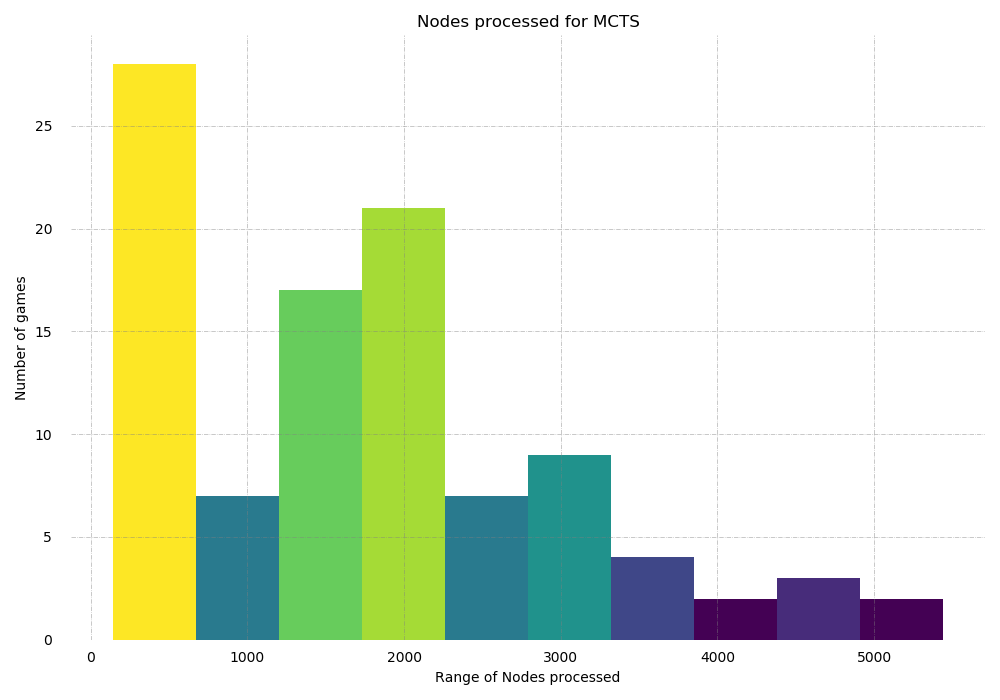 Nodes processed for MCTS
Number of games
25
20
15
10
5
0
0 1000 2000 3000 4000 5000
Range of Nodes processed